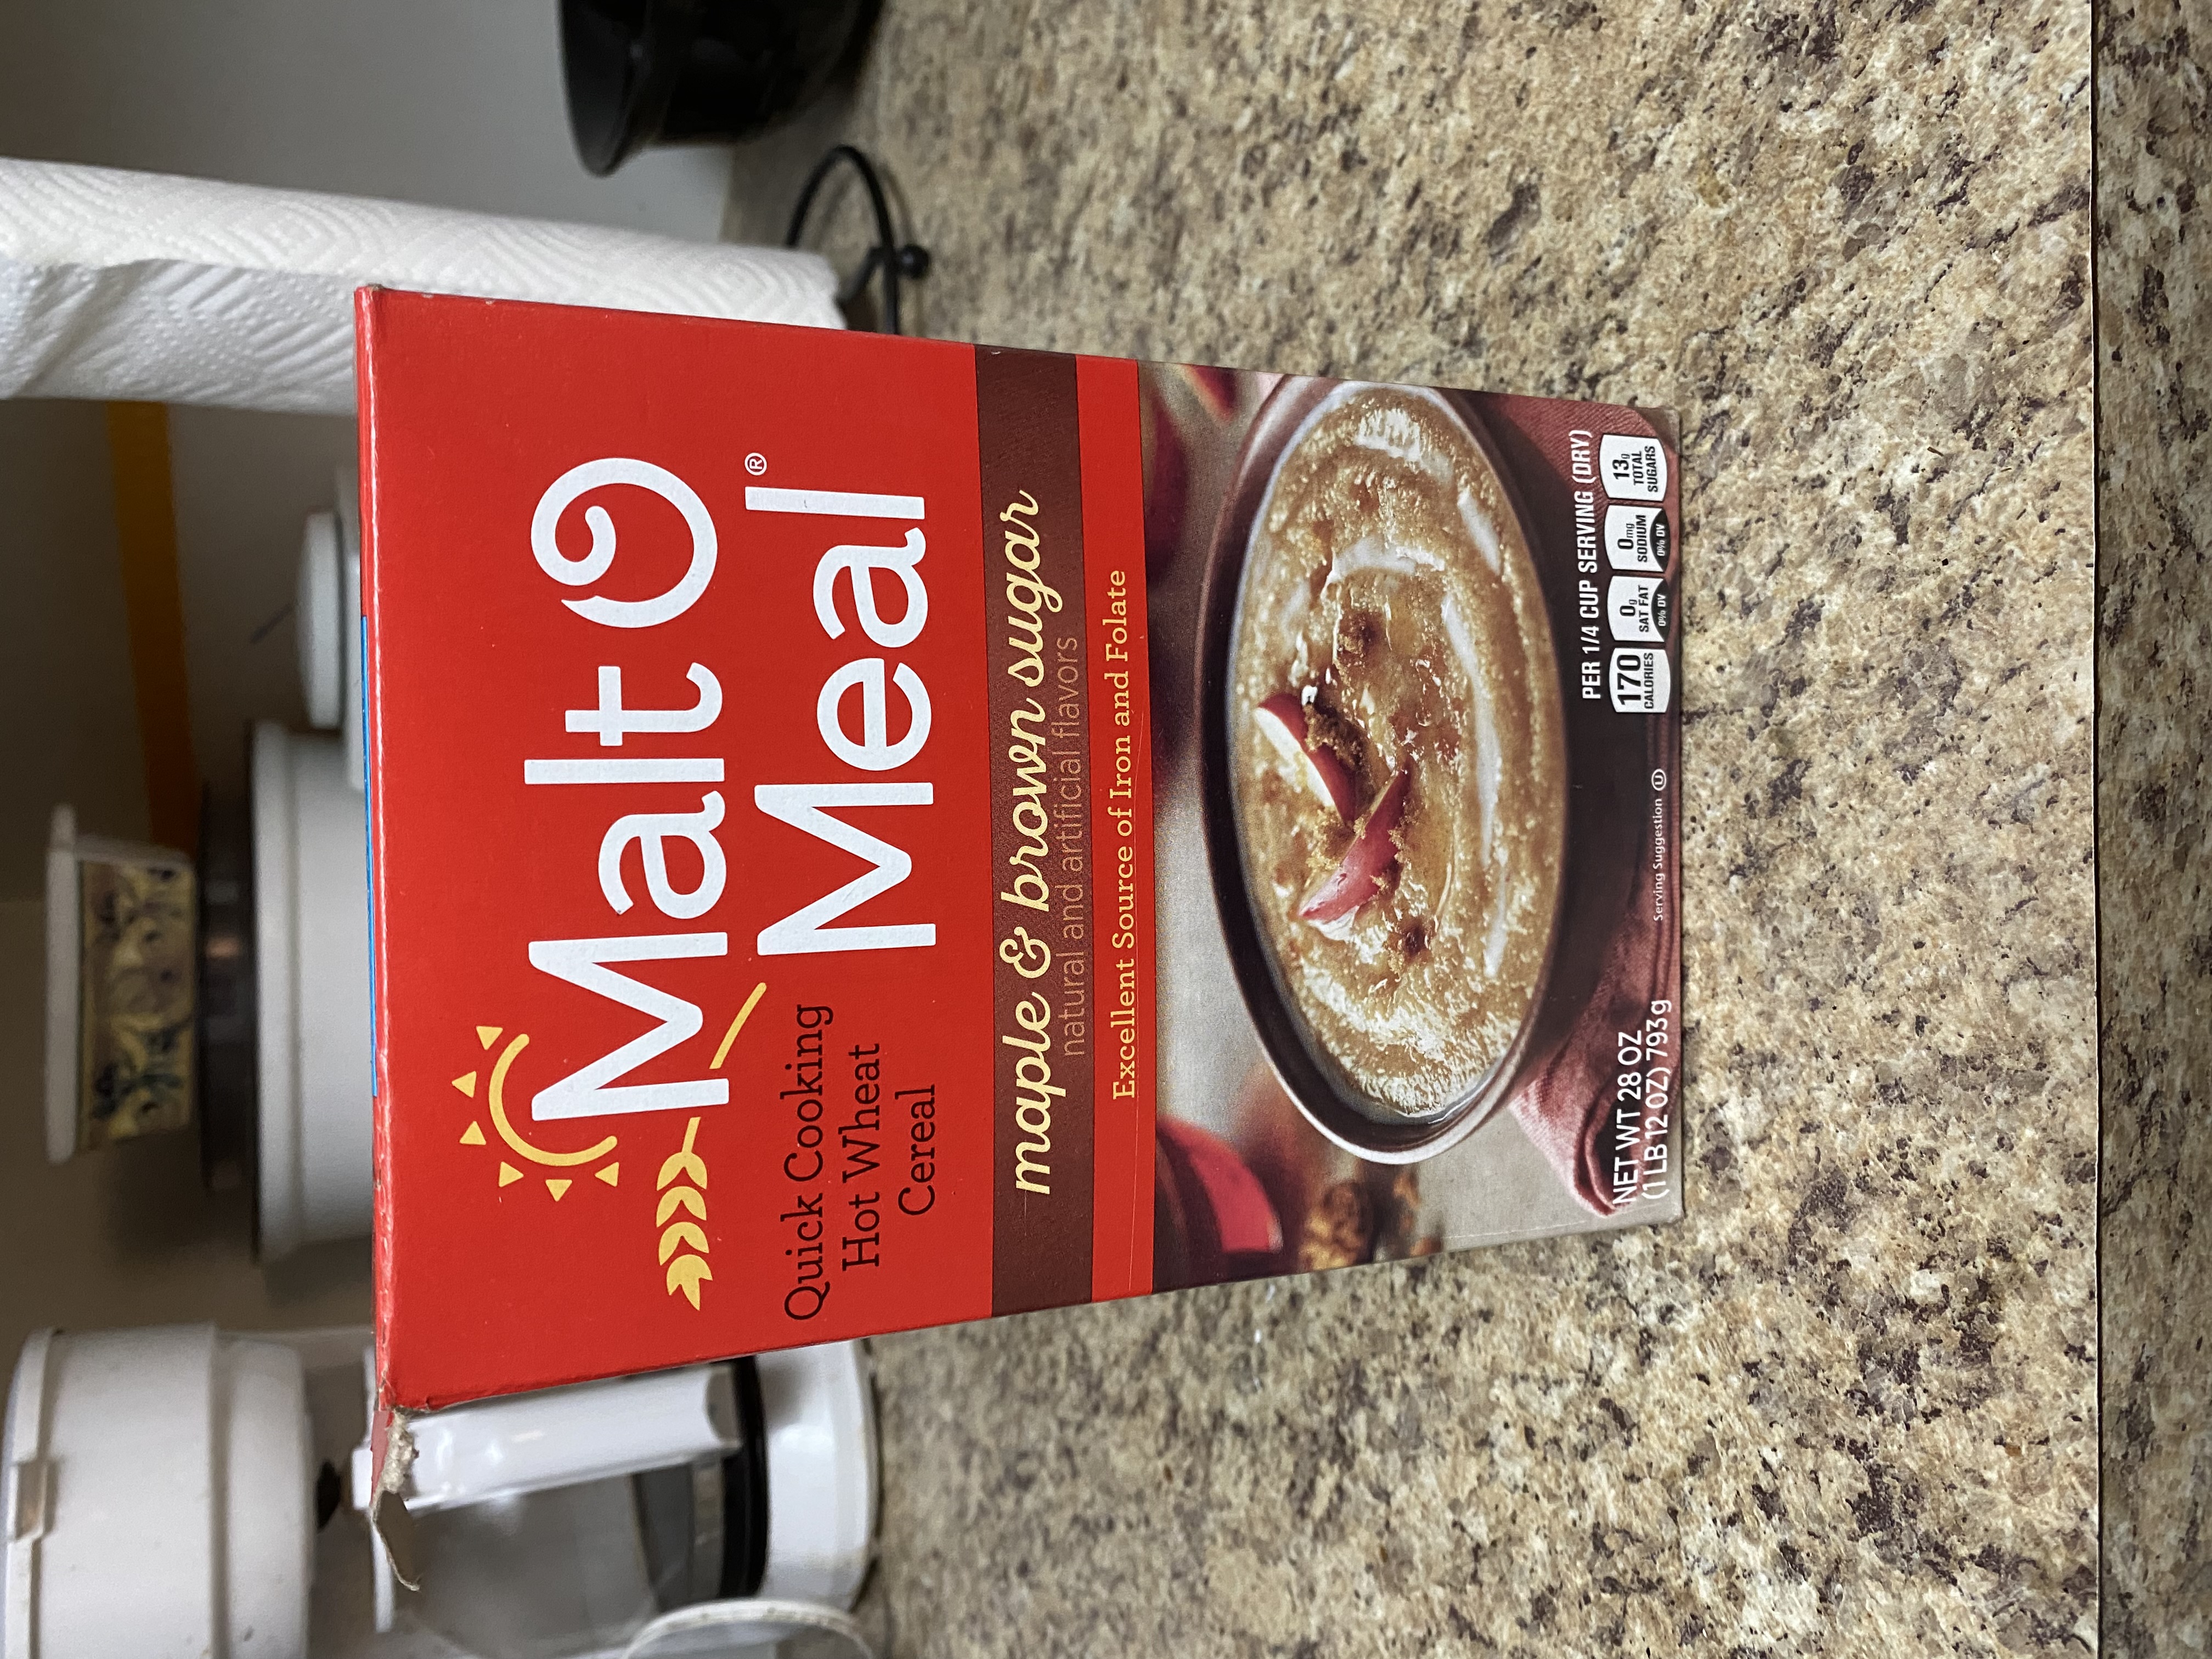 Malt O
Meal®
Quick Cooking
Hot Wheat
Cereal
maple & brown sugar
natural and artificial flavors
Excellent Source of Iron and Folate
PER 1/4 CUP SERVING (DRY)
170 CALORIES
0g SAT FAT 0% DV
0mg SODIUM 0% DV
13g TOTAL SUGARS
NET WT 28 OZ
(1 LB 12 OZ) 793g
Serving Suggestion U